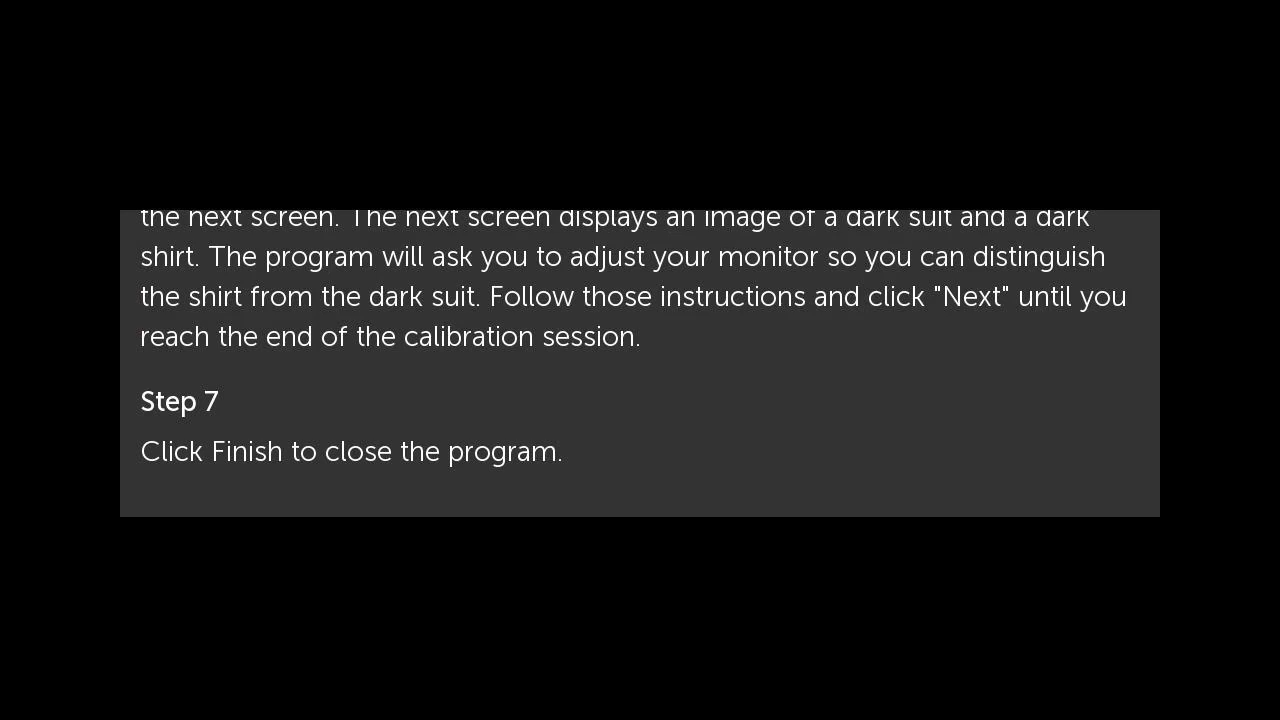 the next screen. The next screen displays an image of a dark suit and a dark
shirt. The program will ask you to adjust your monitor so you can distinguish
the shirt from the dark suit. Follow those instructions and click "Next" until you
reach the end of the calibration session.
Step 7
Click Finish to close the program.